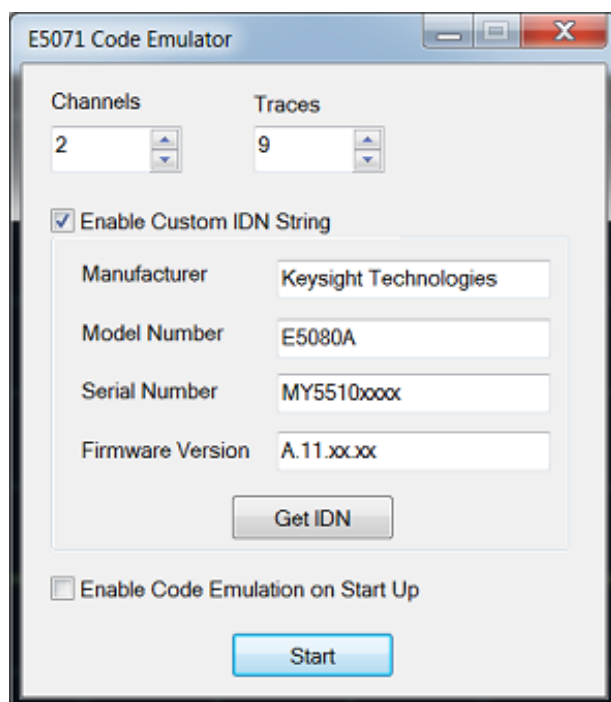 E5071 Code Emulator
Channels Traces
2 9
Enable Custom IDN String
Manufacturer Keysight Technologies
Model Number E5080A
Serial Number MY5510xxxx
Firmware Version A.11.xx.xx
Get IDN
Enable Code Emulation on Start Up
Start